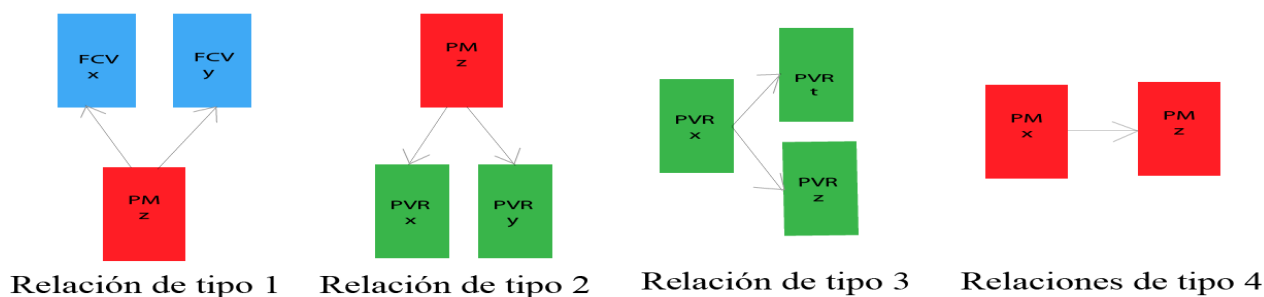 FCV
x
FCV
y
PM
z
Relación de tipo 1
PM
z
PVR
x
PVR
y
Relación de tipo 2
PVR
x
PVR
t
PVR
z
Relación de tipo 3
PM
x
PM
z
Relaciones de tipo 4